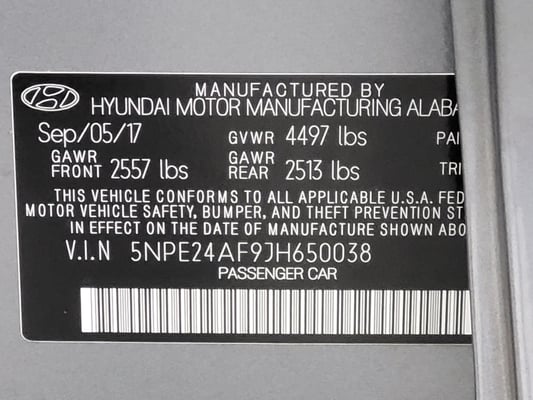 MANUFACTURED BY
HYUNDAI MOTOR MANUFACTURING ALABA
Sep/05/17 GVWR 4497 lbs PAI
GAWR FRONT 2557 lbs GAWR REAR 2513 lbs TRI
THIS VEHICLE CONFORMS TO ALL APPLICABLE U.S.A. FED
MOTOR VEHICLE SAFETY, BUMPER, AND THEFT PREVENTION ST
IN EFFECT ON THE DATE OF MANUFACTURE SHOWN ABO
V.I.N 5NPE24AF9JH650038
PASSENGER CAR